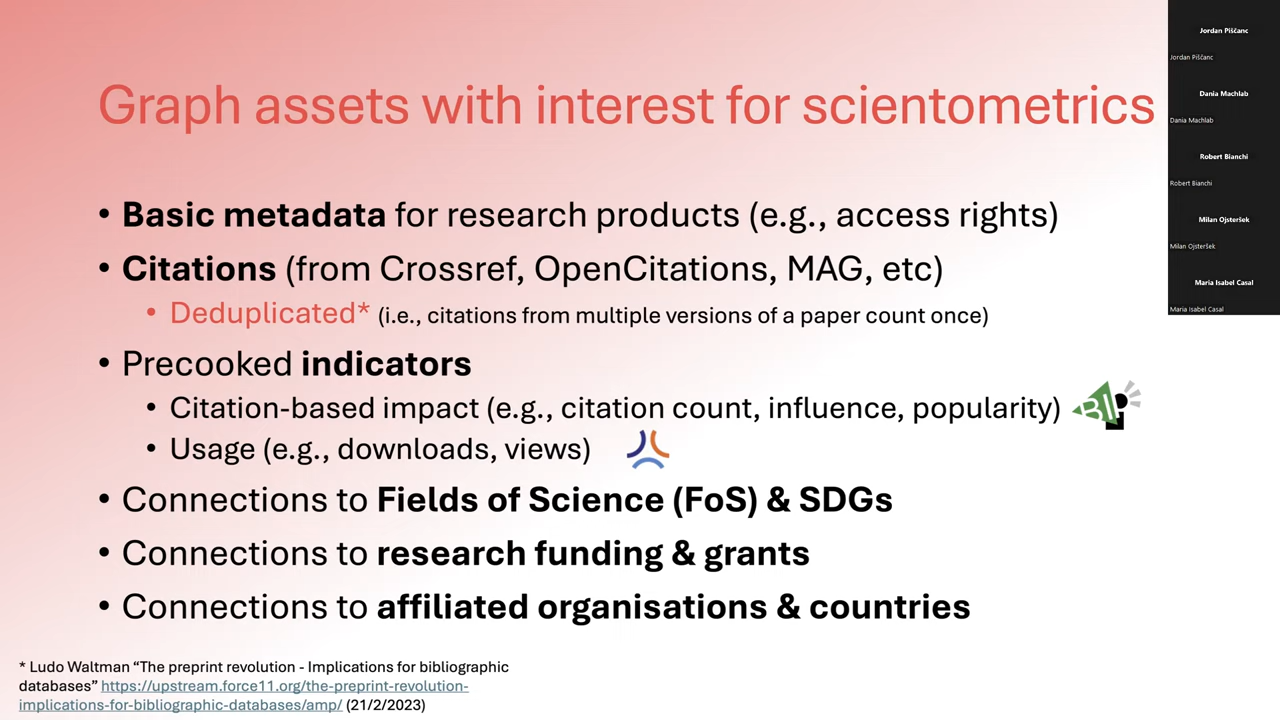 Graph assets with interest for scientometrics
• Basic metadata for research products (e.g., access rights)
• Citations (from Crossref, OpenCitations, MAG, etc)
• Deduplicated* (i.e., citations from multiple versions of a paper count once)
• Precooked indicators
• Citation-based impact (e.g., citation count, influence, popularity)
BIP
• Usage (e.g., downloads, views)
• Connections to Fields of Science (FoS) & SDGs
• Connections to research funding & grants
• Connections to affiliated organisations & countries
* Ludo Waltman “The preprint revolution - Implications for bibliographic
databases” https://upstream.force11.org/the-preprint-revolution-
implications-for-bibliographic-databases/amp/ (21/2/2023)
Jordan Piščanc
Jordan Piščanc
Dania Machlab
Dania Machlab
Robert Bianchi
Robert Bianchi
Milan Ojsteršek
Milan Ojsteršek
Maria Isabel Casal
Maria Isabel Casal